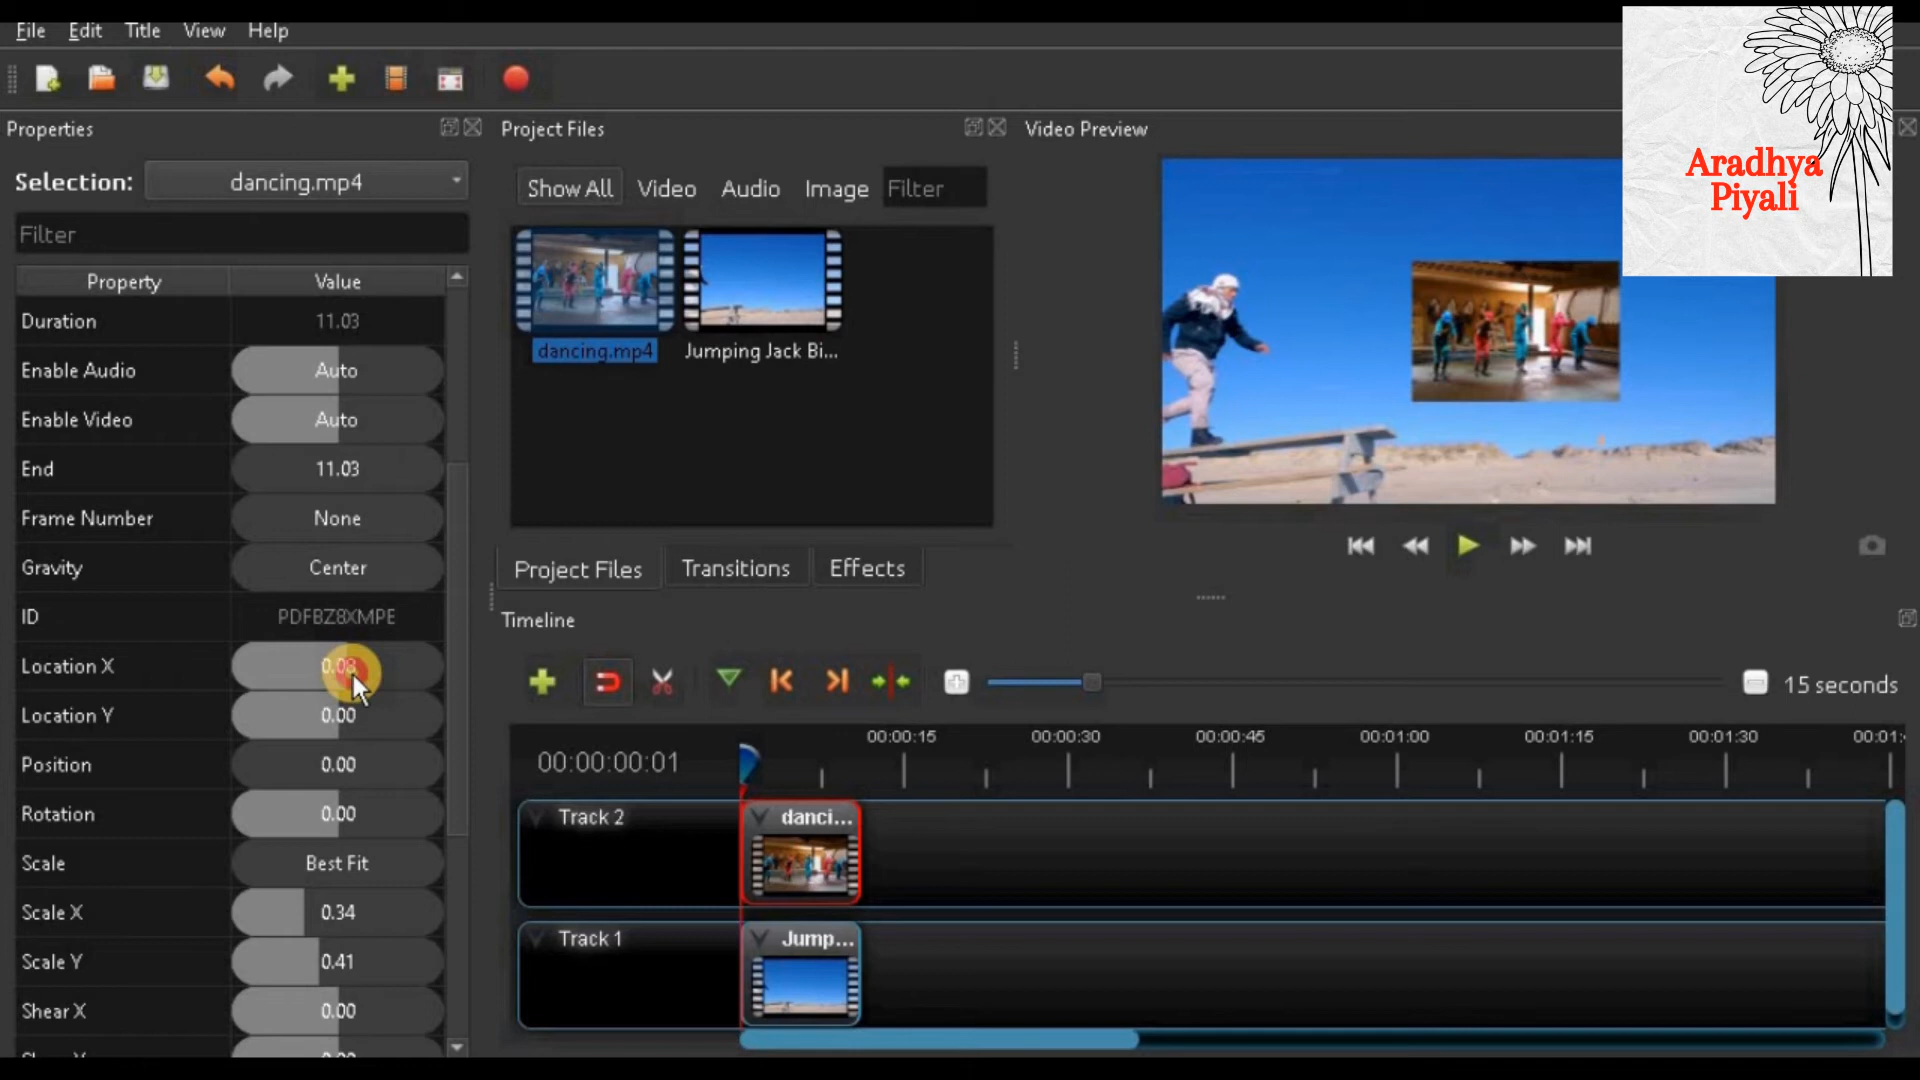 File Edit Title View Help
Aradhya
Piyali
Properties
Project Files
Video Preview
Selection: dancing.mp4
Show All Video Audio Image Filter
Filter
Property Value
Duration 11.03
Enable Audio Auto
Enable Video Auto
End 11.03
Frame Number None
Gravity Center
ID PDFBZ8XMPE
Location X 0.08
Location Y 0.00
Position 0.00
Rotation 0.00
Scale Best Fit
Scale X 0.34
Scale Y 0.41
Shear X 0.00
dancing.mp4 Jumping Jack Bi...
Project Files Transitions Effects
Timeline
15 seconds
00:00:00:01
00:00:15 00:00:30 00:00:45 00:01:00 00:01:15 00:01:30 00:01:
Track 2 danci...
Track 1 Jump...